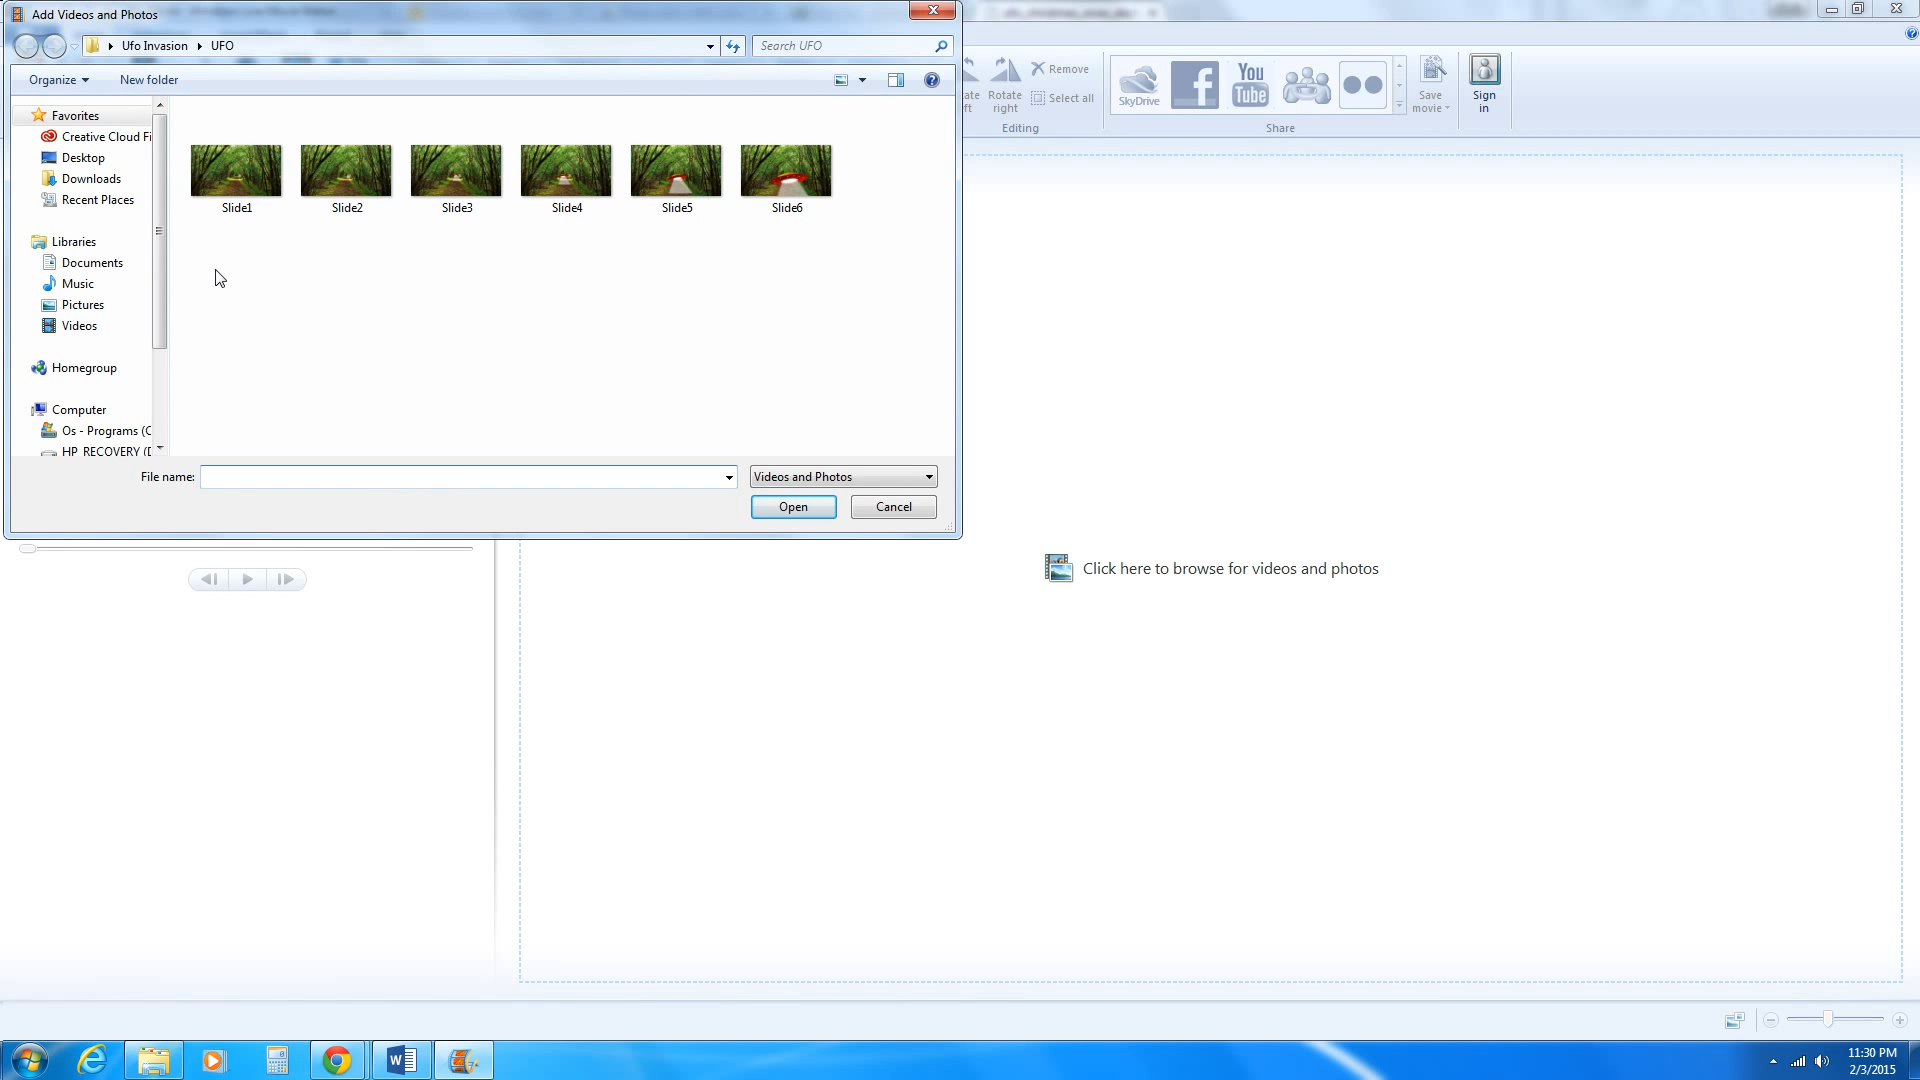 Add Videos and Photos
Ufo Invasion
UFO
Search UFO
Organize
New folder
Favorites
Creative Cloud Fi
Desktop
Downloads
Recent Places
Libraries
Documents
Music
Pictures
Videos
Homegroup
Computer
Os - Programs (C
HP_RECOVERY (D
Slide1
Slide2
Slide3
Slide4
Slide5
Slide6
File name:
Videos and Photos
Open
Cancel
ate
ft
Rotate
right
Remove
Select all
Editing
SkyDrive
You
Tube
Share
Save
movie
Sign
in
Click here to browse for videos and photos
11:30 PM
2/3/2015